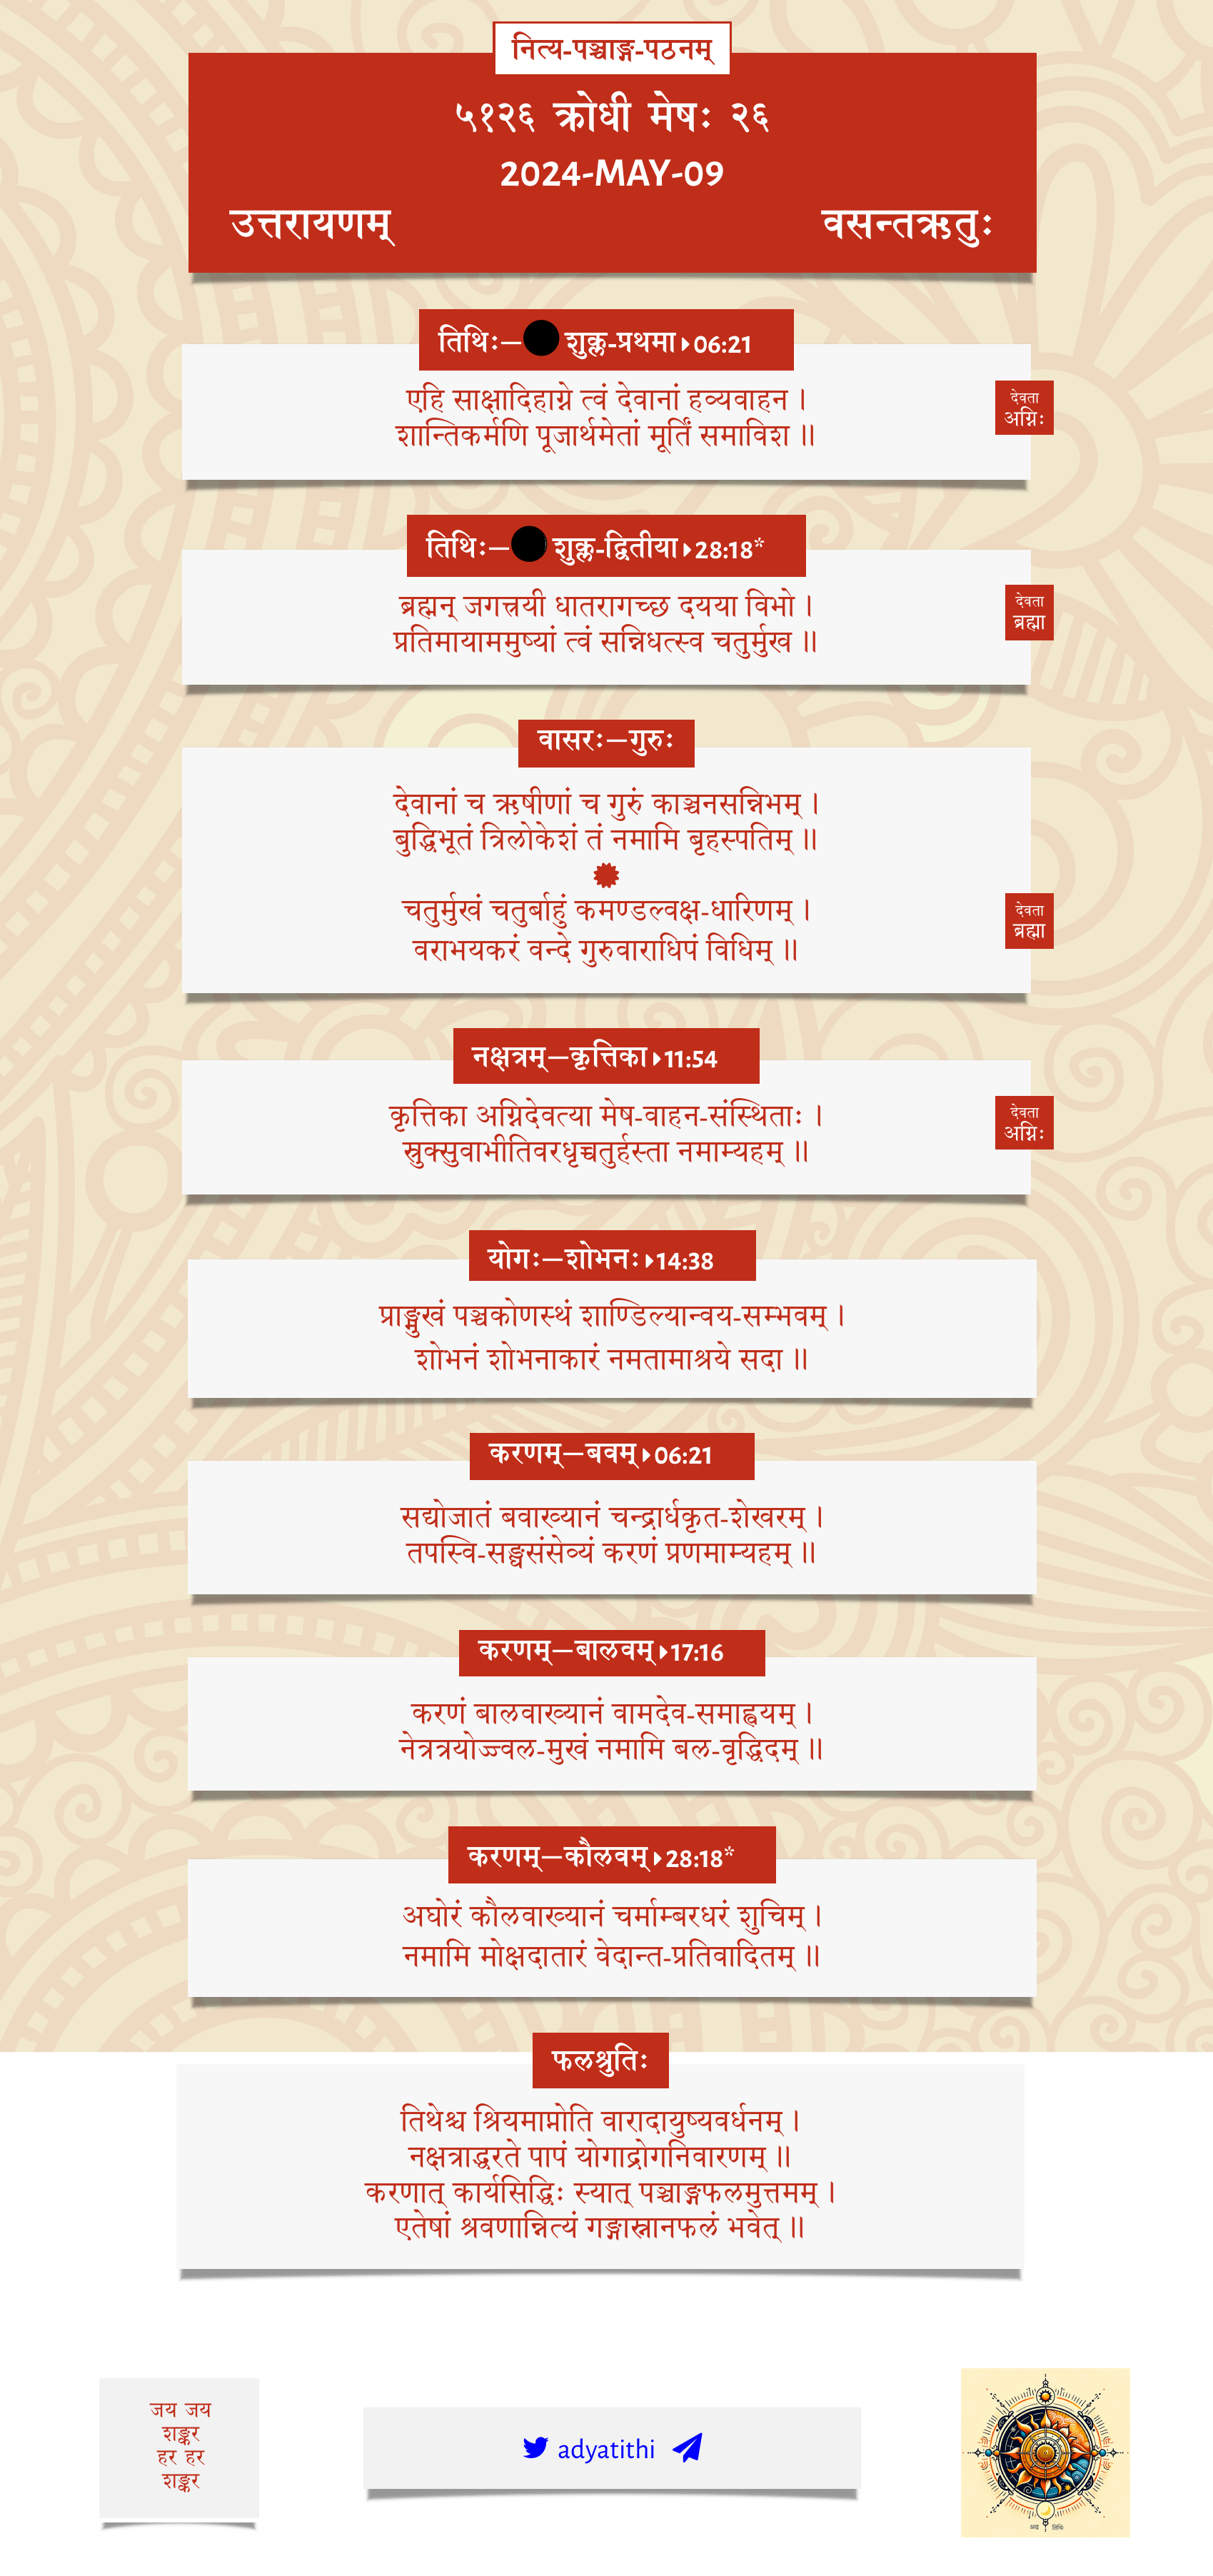 नित्य-पञ्चाङ्ग-पठनम्
५१२६ क्रोधी मेषः २६
2024-MAY-09
उत्तरायणम् वसन्तऋतुः
तिथिः— शुक्ल-प्रथमा 06:21
एहि साक्षादिहाग्ने त्वं देवानां हव्यवाहन ।
शान्तिकर्मणि पूजार्थमेतां मूर्तिं समाविश ॥
देवता
अग्निः
तिथिः— शुक्ल-द्वितीया 28:18*
ब्रह्मन् जगत्त्रयी धातरागच्छ दयया विभो ।
प्रतिमायाममुष्यां त्वं सन्निधत्स्व चतुर्मुख ॥
देवता
ब्रह्मा
वासरः—गुरुः
देवानां च ऋषीणां च गुरुं काञ्चनसन्निभम् ।
बुद्धिभूतं त्रिलोकेशं तं नमामि बृहस्पतिम् ॥
चतुर्मुखं चतुर्बाहुं कमण्डल्वक्ष-धारिणम् ।
वराभयकरं वन्दे गुरुवाराधिपं विधिम् ॥
देवता
ब्रह्मा
नक्षत्रम्—कृत्तिका 11:54
कृत्तिका अग्निदेवत्या मेष-वाहन-संस्थिताः ।
स्रुक्स्रुवाभीतिवरधृच्चतुर्हस्ता नमाम्यहम् ॥
देवता
अग्निः
योगः—शोभनः 14:38
प्राङ्मुखं पञ्चकोणस्थं शाण्डिल्यान्वय-सम्भवम् ।
शोभनं शोभनाकारं नमतामाश्रये सदा ॥
करणम्—बवम् 06:21
सद्योजातं बवाख्यानं चन्द्रार्धकृत-शेखरम् ।
तपस्वि-सङ्घसंसेव्यं करणं प्रणमाम्यहम् ॥
करणम्—बालवम् 17:16
करणं बालवाख्यानं वामदेव-समाह्वयम् ।
नेत्रत्रयोज्ज्वल-मुखं नमामि बल-वृद्धिदम् ॥
करणम्—कौलवम् 28:18*
अघोरं कौलवाख्यानं चर्माम्बरधरं शुचिम् ।
नमामि मोक्षदातारं वेदान्त-प्रतिवादितम् ॥
फलश्रुतिः
तिथेश्च श्रियमाप्नोति वारादायुष्यवर्धनम् ।
नक्षत्राद्धरते पापं योगाद्रोगनिवारणम् ॥
करणात् कार्यसिद्धिः स्यात् पञ्चाङ्गफलमुत्तमम् ।
एतेषां श्रवणान्नित्यं गङ्गास्नानफलं भवेत् ॥
जय जय
शङ्कर
हर हर
शङ्कर
adyatithi
अद्य तिथिः